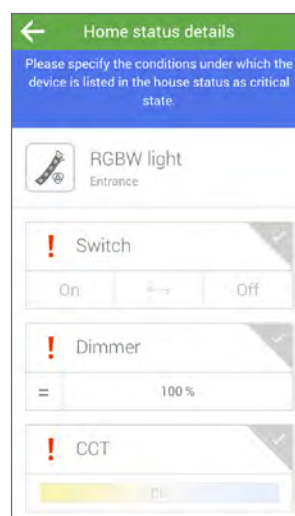 Home status details
Please specify the conditions under which the
device is listed in the house status as critical
state.
RGBW light
Entrance
! Switch
On
Off
! Dimmer
= 100 %
! CCT